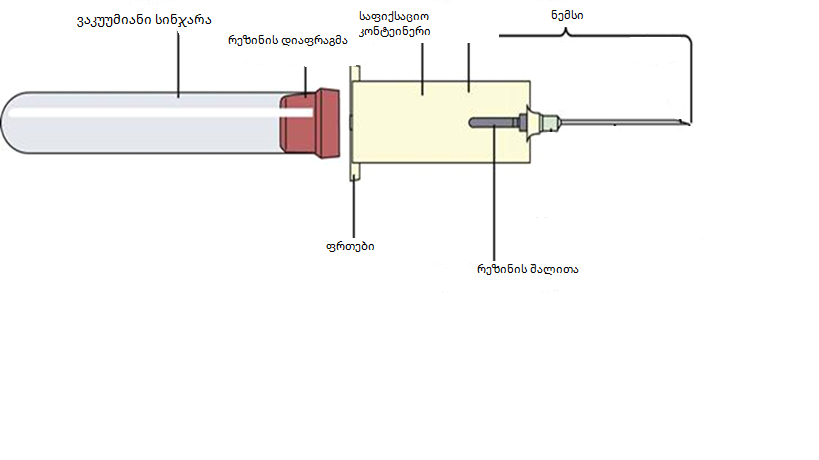 ვაკუუმიანი სინჯარა
რეზინის დიაფრაგმა
საფიქსაციო
კონტეინერი
ნემსი
ფრთები
რეზინის შალითა